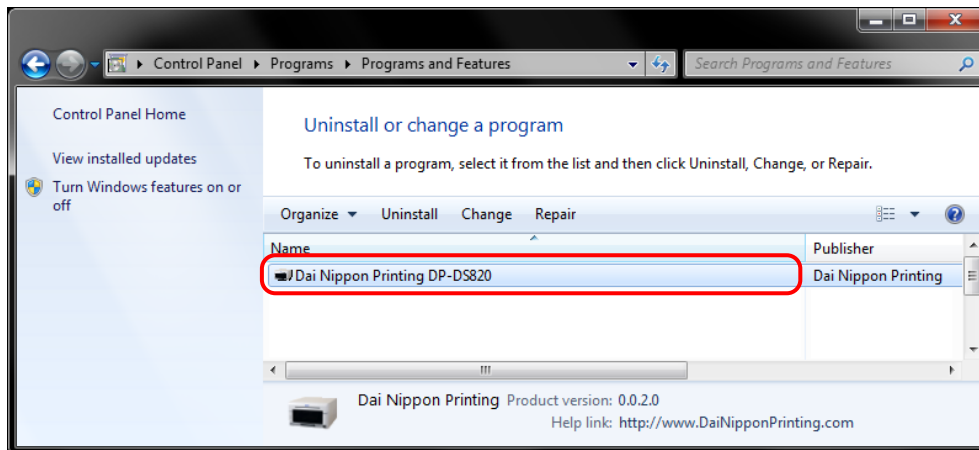 Control Panel Programs Programs and Features Search Programs and Features
Control Panel Home
View installed updates
Turn Windows features on or
off
Uninstall or change a program
To uninstall a program, select it from the list and then click Uninstall, Change, or Repair.
Organize Uninstall Change Repair
Name Publisher
Dai Nippon Printing DP-DS820 Dai Nippon Printing
Dai Nippon Printing Product version: 0.0.2.0
Help link: http://www.DaiNipponPrinting.com